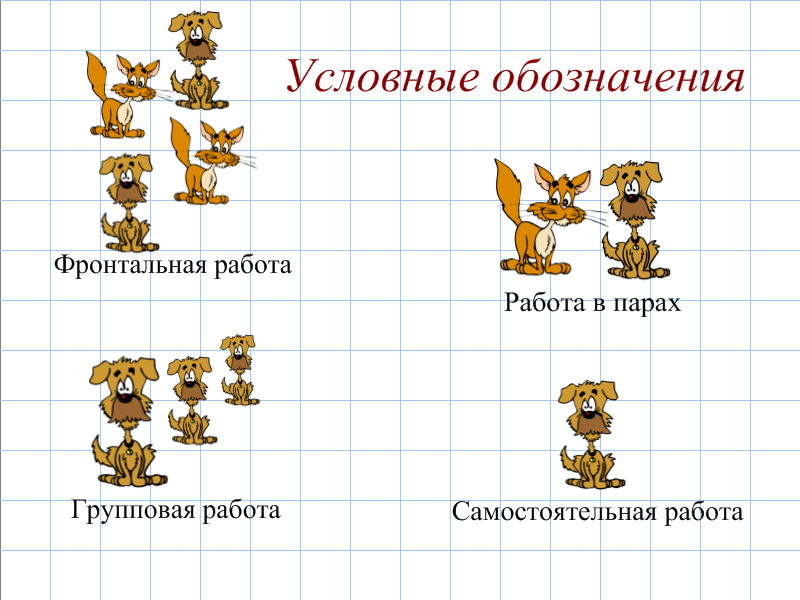 Условные обозначения
Фронтальная работа
Работа в парах
Групповая работа
Самостоятельная работа